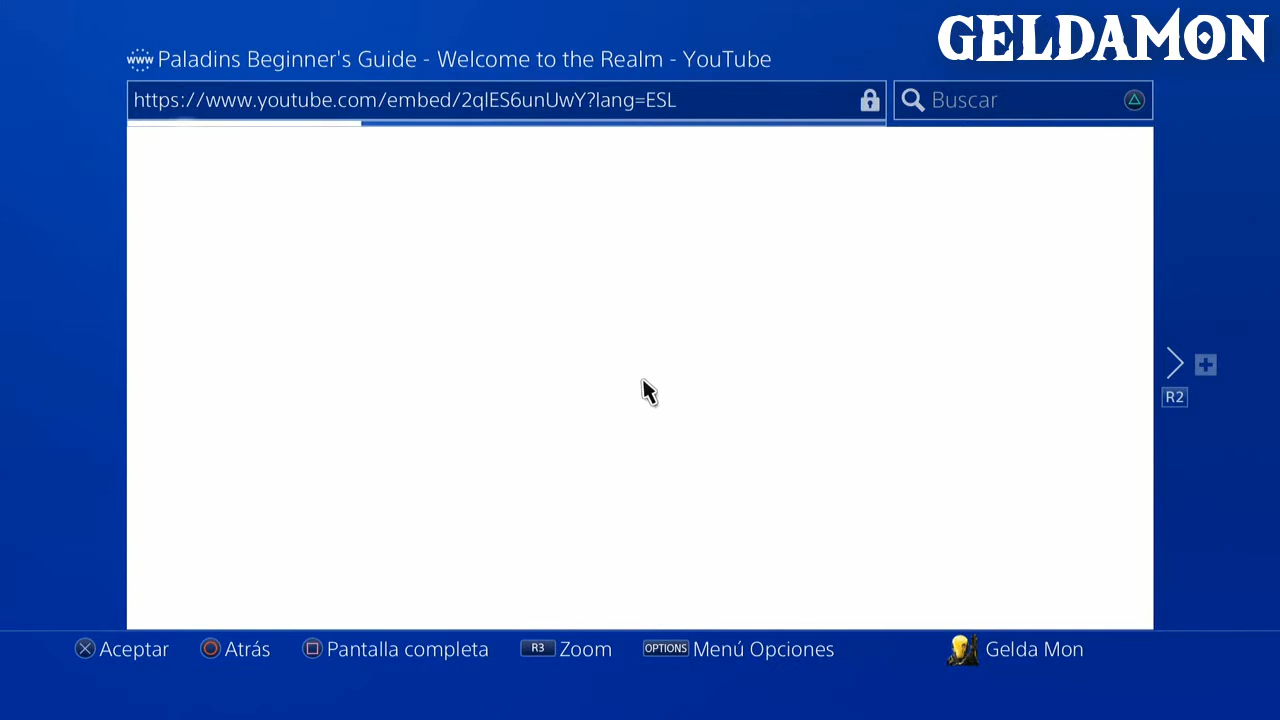 GELDAMON
www Paladins Beginner's Guide - Welcome to the Realm - YouTube
https://www.youtube.com/embed/2qlES6unUwY?lang=ESL
Buscar
R2
Aceptar Atrás Pantalla completa R3 Zoom OPTIONS Menú Opciones Gelda Mon